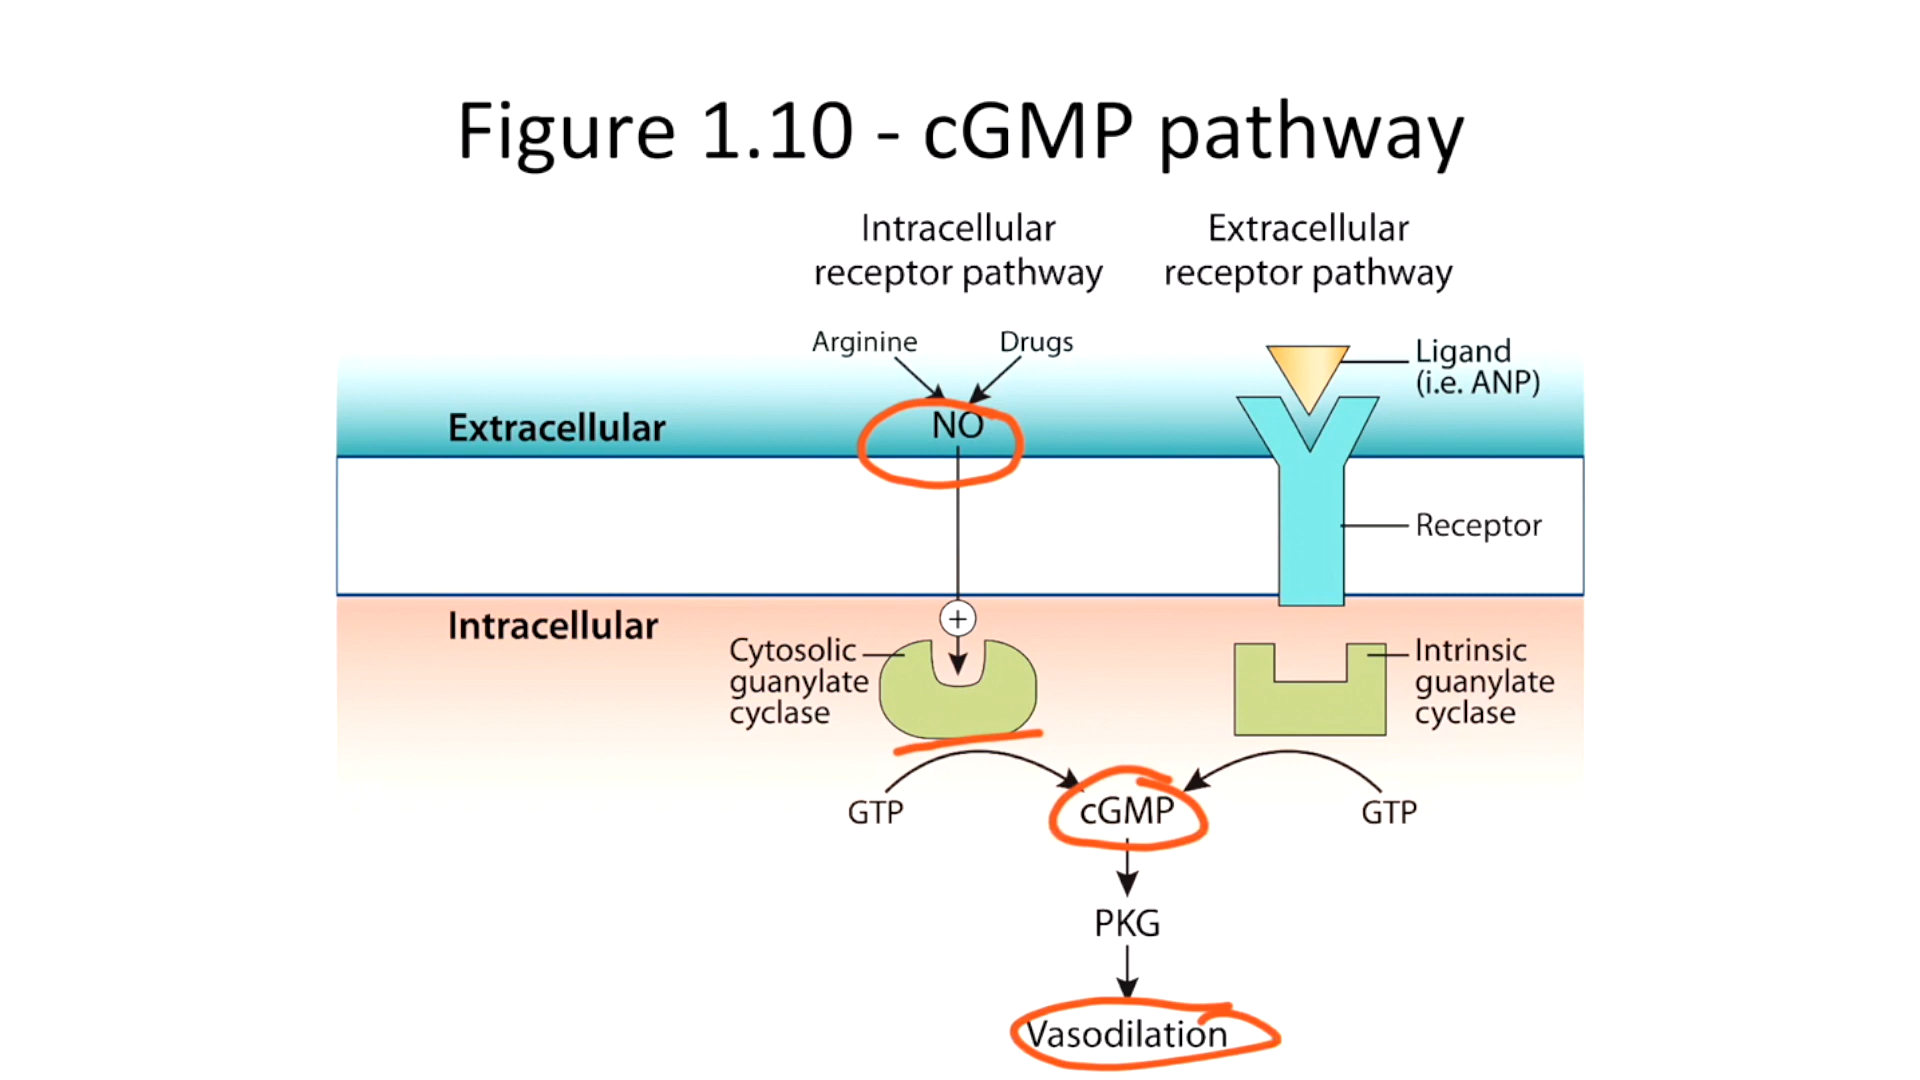 Figure 1.10 - cGMP pathway
Intracellular
receptor pathway
Extracellular
receptor pathway
Arginine
Drugs
NO
Ligand
(i.e. ANP)
Extracellular
Receptor
Intracellular
+
Cytosolic
guanylate
cyclase
Intrinsic
guanylate
cyclase
GTP
cGMP
GTP
PKG
Vasodilation